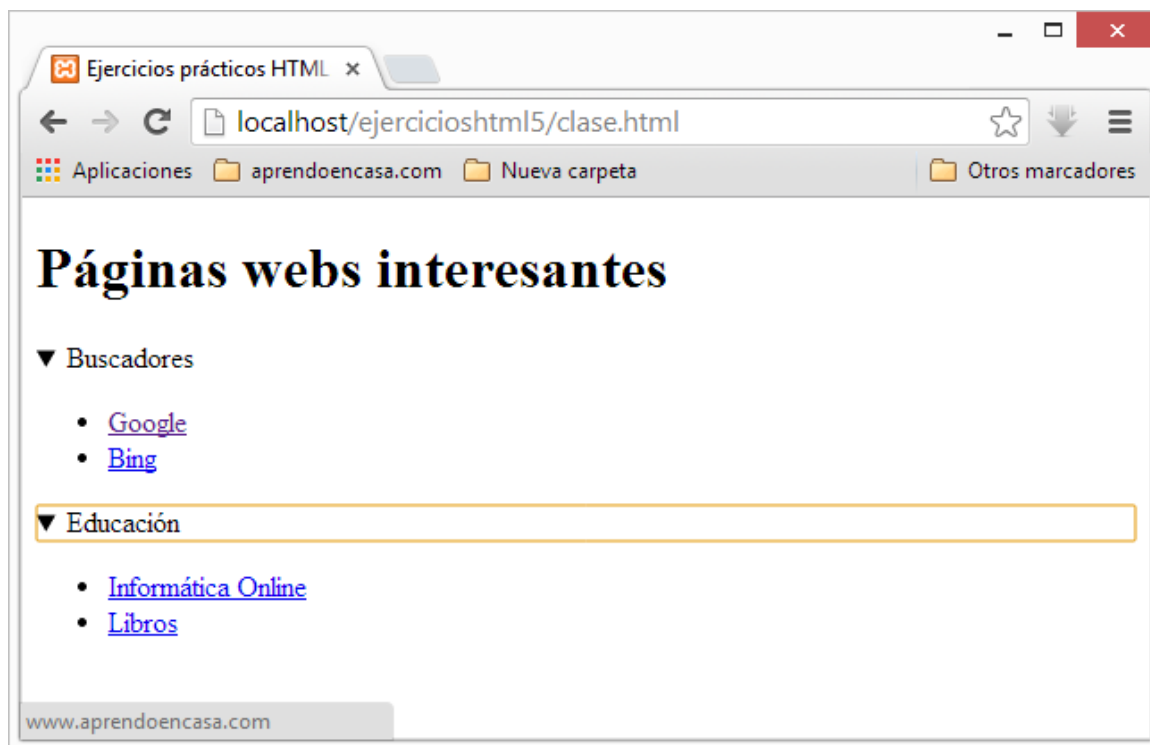 Ejercicios prácticos HTML
localhost/ejercicioshtml5/clase.html
Aplicaciones aprendoencasa.com Nueva carpeta Otros marcadores
Páginas webs interesantes
Buscadores
Google
Bing
Educación
Informática Online
Libros
www.aprendoencasa.com